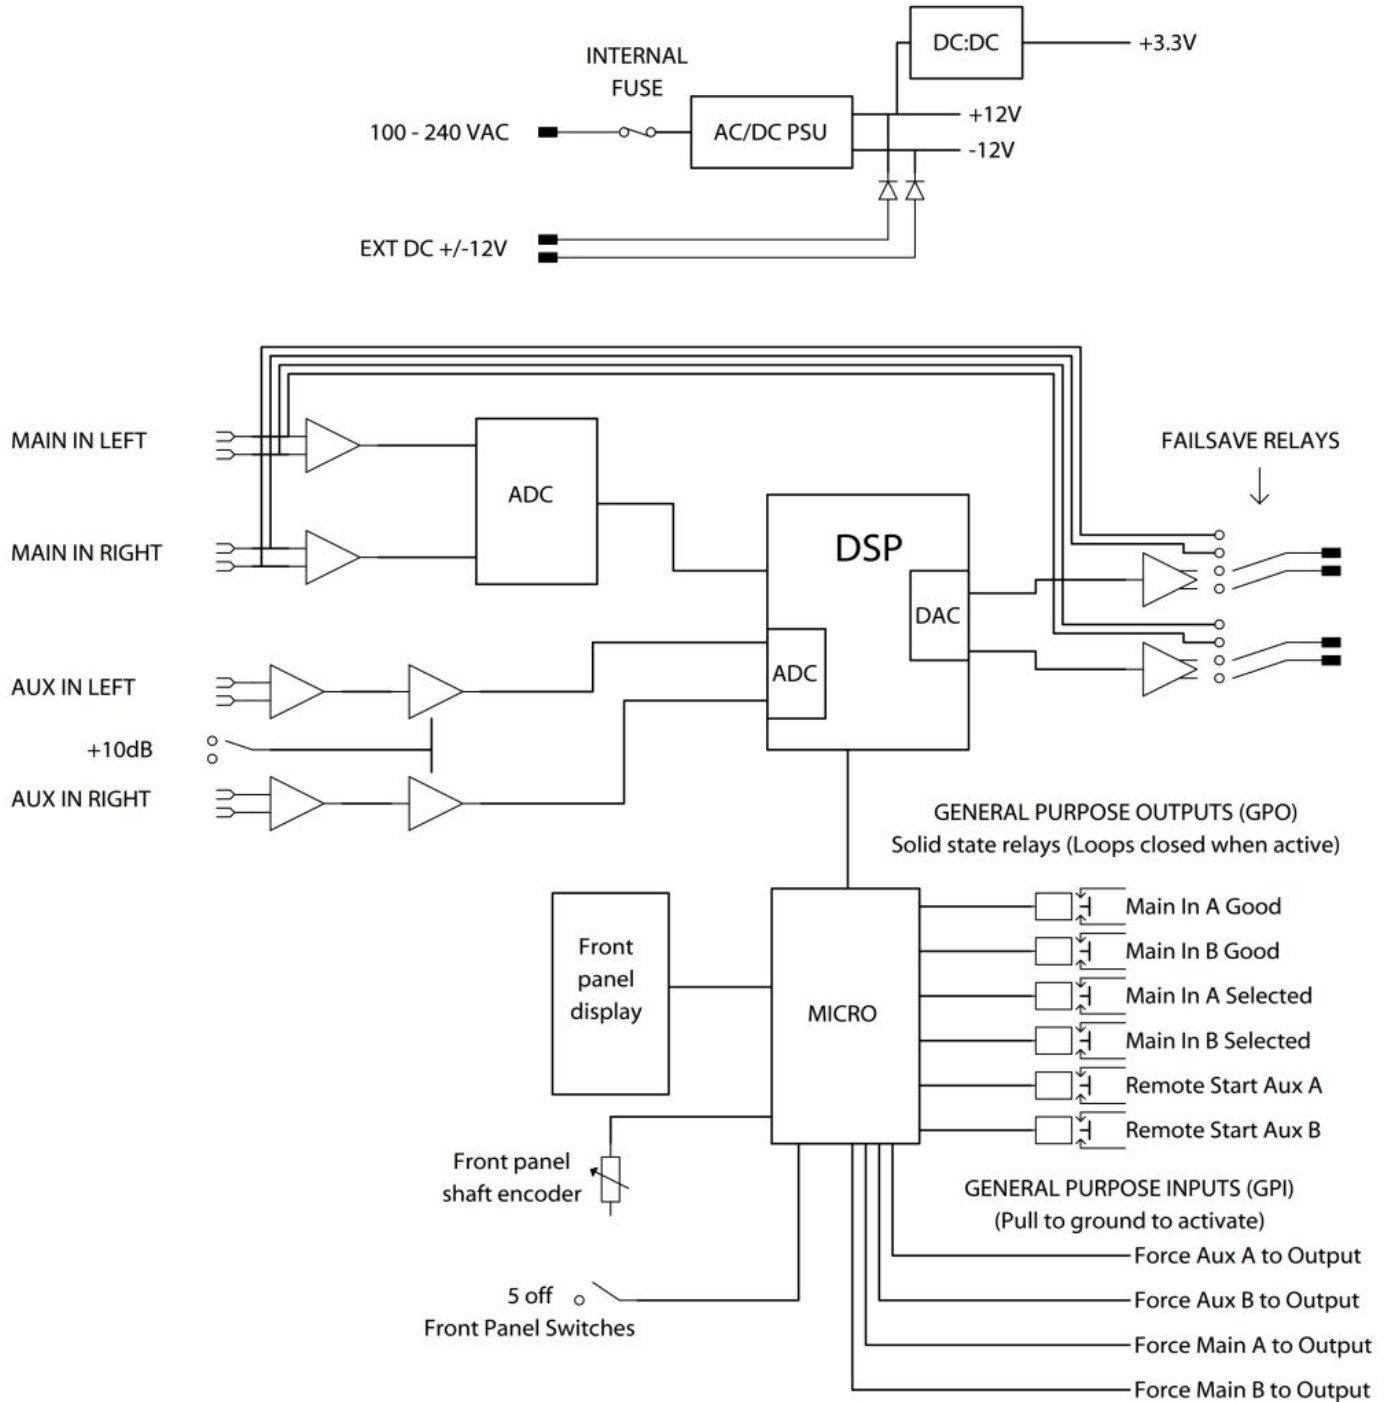 DC:DC
+3.3V
INTERNAL
FUSE
100 - 240 VAC
AC/DC PSU
+12V
-12V
EXT DC +/-12V
MAIN IN LEFT
ADC
FAILSAVE RELAYS
MAIN IN RIGHT
DSP
DAC
ADC
AUX IN LEFT
+10dB
AUX IN RIGHT
GENERAL PURPOSE OUTPUTS (GPO)
Solid state relays (Loops closed when active)
Front
panel
display
MICRO
Main In A Good
Main In B Good
Main In A Selected
Main In B Selected
Remote Start Aux A
Remote Start Aux B
Front panel
shaft encoder
GENERAL PURPOSE INPUTS (GPI)
(Pull to ground to activate)
Force Aux A to Output
5 off
Front Panel Switches
Force Aux B to Output
Force Main A to Output
Force Main B to Output